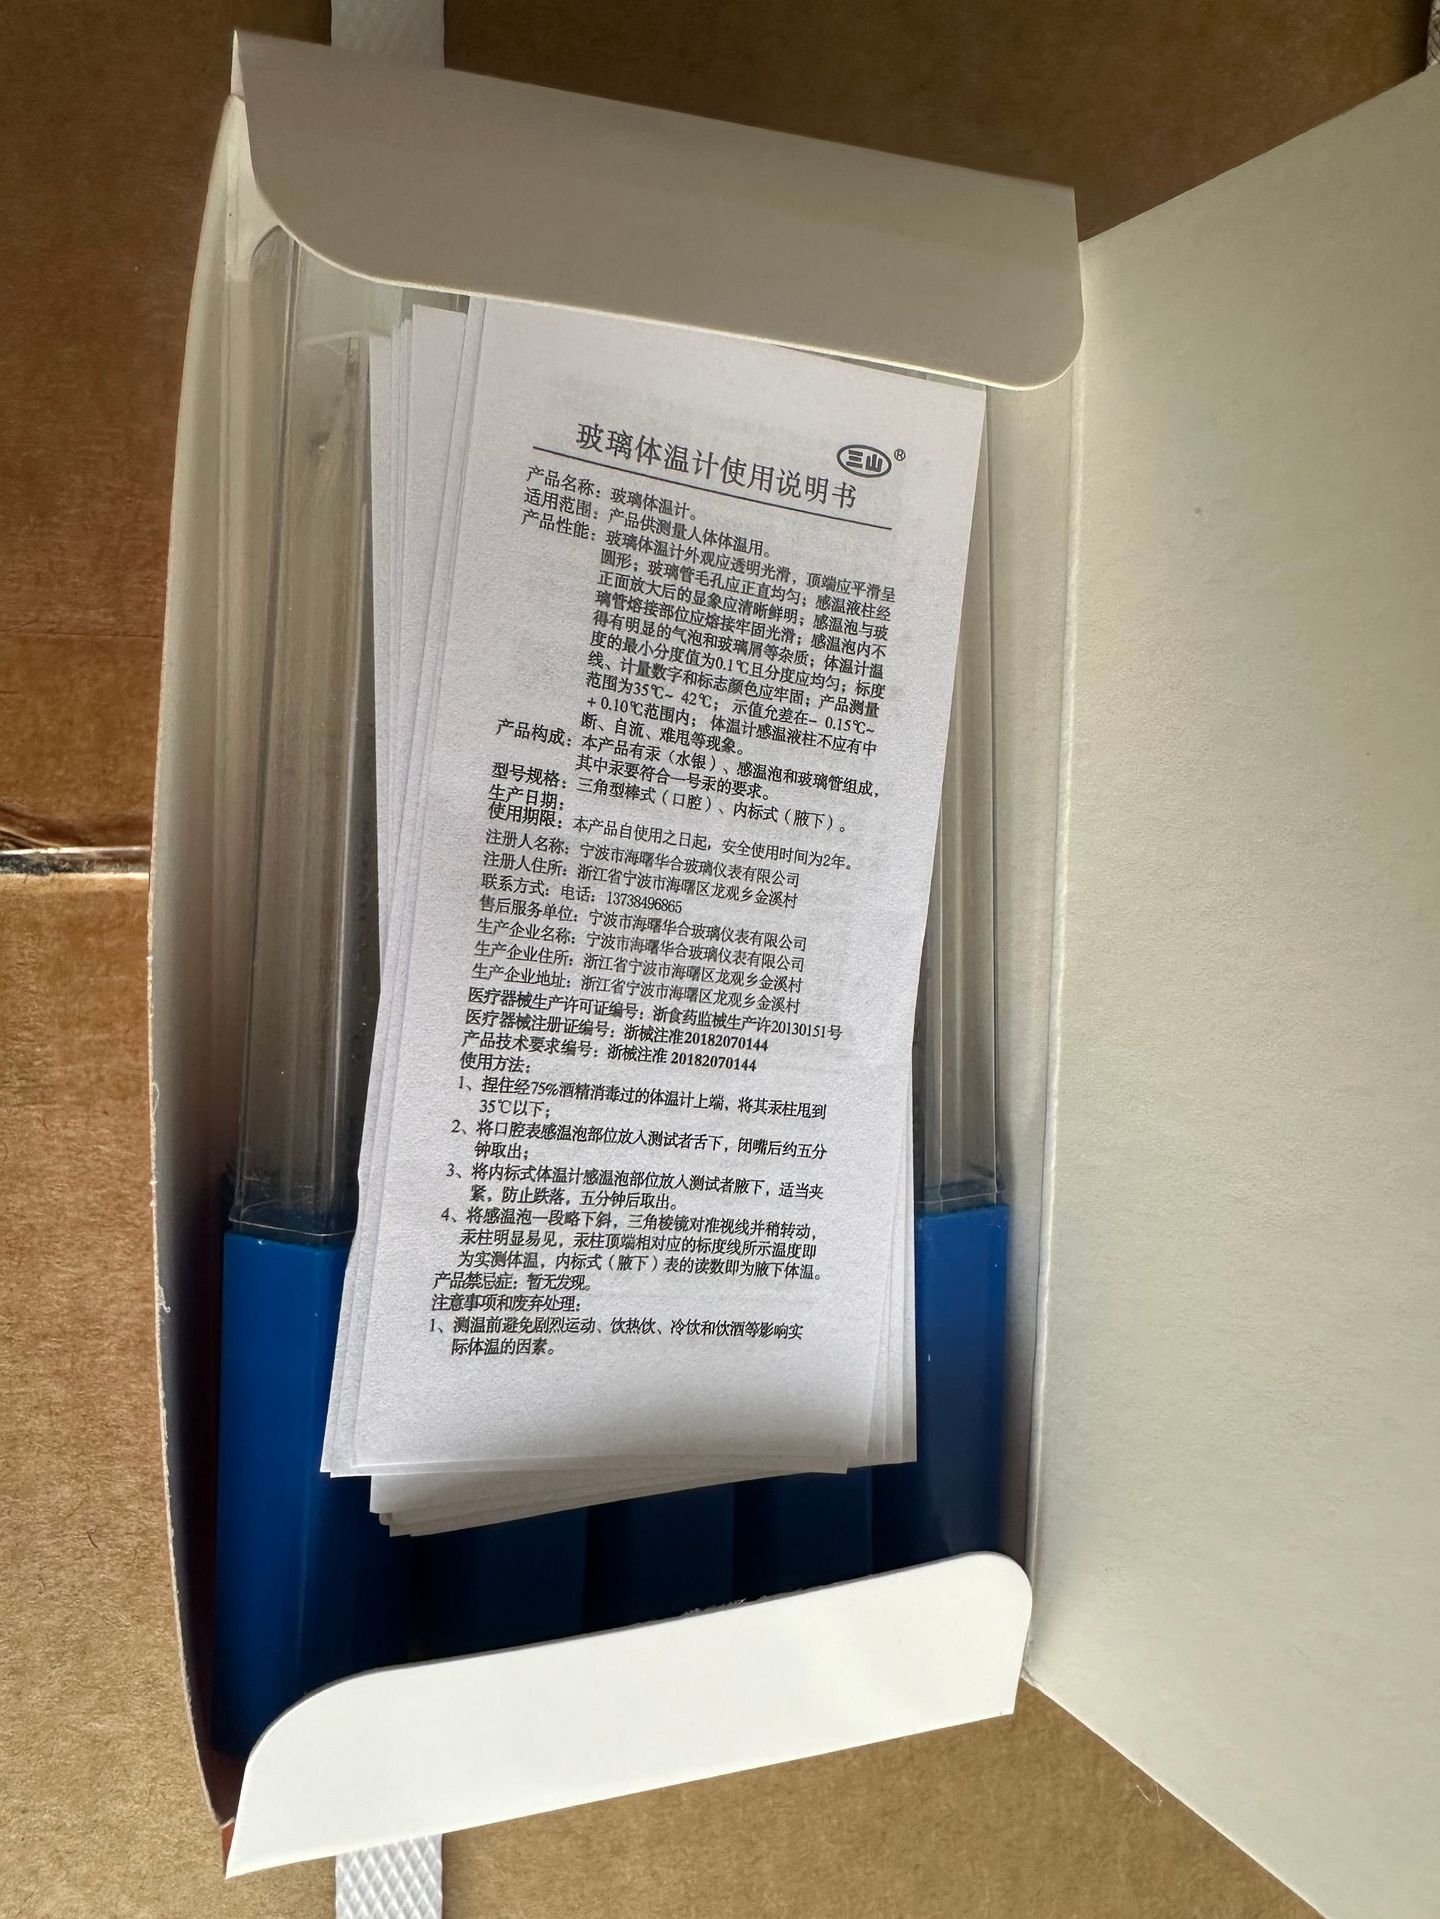 玻璃体温计使用说明书
三山®
产品名称：玻璃体温计。
适用范围：产品供测量人体体温用。
产品性能：玻璃体温计外观应透明光滑，顶端应平滑呈
圆形；玻璃管毛孔应正直均匀；感温液柱经
正面放大后的显象应清晰鲜明；感温泡与玻
璃管熔接部位应熔接牢固光滑；感温泡内不
得有明显的气泡和玻璃屑等杂质；体温计温
度的最小分度值为0.1℃且分度应均匀；标度
线、计量数字和标志颜色应牢固；产品测量
范围为35℃~ 42℃；示值允差在- 0.15℃~
+ 0.10℃范围内；体温计感温液柱不应有中
断、自流、难甩等现象。
产品构成：本产品有汞（水银）、感温泡和玻璃管组成，
其中汞要符合一号汞的要求。
型号规格：三角型棒式（口腔）、内标式（腋下）。
生产日期：
使用期限：本产品自使用之日起，安全使用时间为2年。
注册人名称：宁波市海曙华合玻璃仪表有限公司
注册人住所：浙江省宁波市海曙区龙观乡金溪村
联系方式：电话：13738496865
售后服务单位：宁波市海曙华合玻璃仪表有限公司
生产企业名称：宁波市海曙华合玻璃仪表有限公司
生产企业住所：浙江省宁波市海曙区龙观乡金溪村
生产企业地址：浙江省宁波市海曙区龙观乡金溪村
医疗器械生产许可证编号：浙食药监械生产许20130151号
医疗器械注册证编号：浙械注准20182070144
产品技术要求编号：浙械注准 20182070144
使用方法：
1、捏住经75%酒精消毒过的体温计上端，将其汞柱甩到
35℃以下；
2、将口腔表感温泡部位放入测试者舌下，闭嘴后约五分
钟取出；
3、将内标式体温计感温泡部位放入测试者腋下，适当夹
紧，防止跌落，五分钟后取出。
4、将感温泡一段略下斜，三角棱镜对准视线并稍转动，
汞柱明显易见，汞柱顶端相对应的标度线所示温度即
为实测体温，内标式（腋下）表的读数即为腋下体温。
产品禁忌症：暂无发现。
注意事项和废弃处理：
1、测温前避免剧烈运动、饮热饮、冷饮和饮酒等影响实
际体温的因素。